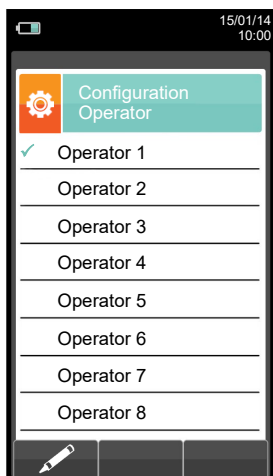 15/01/14
10:00
Configuration
Operator
Operator 1
Operator 2
Operator 3
Operator 4
Operator 5
Operator 6
Operator 7
Operator 8